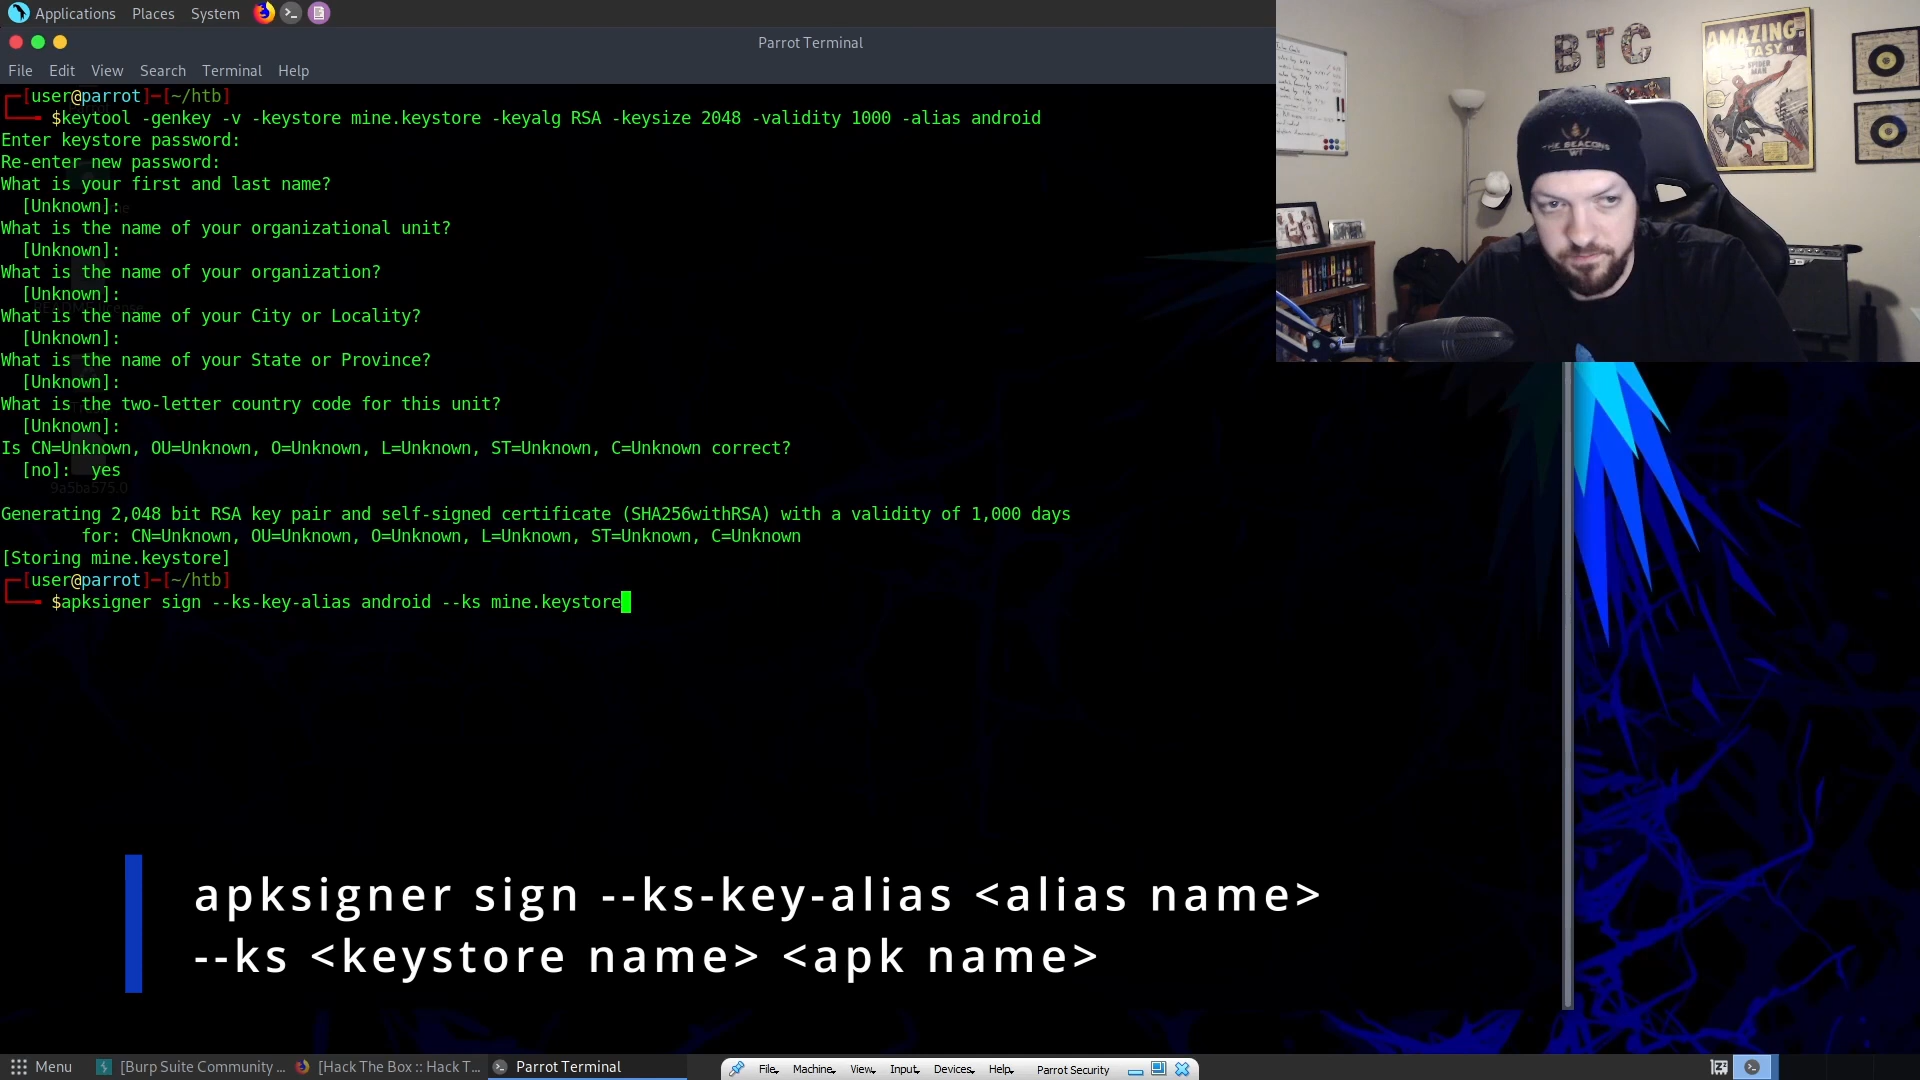 Applications Places System
Parrot Terminal
File Edit View Search Terminal Help
┌─[user@parrot]─[~/htb]
└──╼ $keytool -genkey -v -keystore mine.keystore -keyalg RSA -keysize 2048 -validity 1000 -alias android
Enter keystore password:
Re-enter new password:
What is your first and last name?
[Unknown]:
What is the name of your organizational unit?
[Unknown]:
What is the name of your organization?
[Unknown]:
What is the name of your City or Locality?
[Unknown]:
What is the name of your State or Province?
[Unknown]:
What is the two-letter country code for this unit?
[Unknown]:
Is CN=Unknown, OU=Unknown, O=Unknown, L=Unknown, ST=Unknown, C=Unknown correct?
[no]: yes
9a5ba575.0
Generating 2,048 bit RSA key pair and self-signed certificate (SHA256withRSA) with a validity of 1,000 days
for: CN=Unknown, OU=Unknown, O=Unknown, L=Unknown, ST=Unknown, C=Unknown
[Storing mine.keystore]
┌─[user@parrot]─[~/htb]
└──╼ $apksigner sign --ks-key-alias android --ks mine.keystore
BTC
AMAZING
FANTASY
SPIDER
MAN
THE BEACONS
WI
apksigner sign --ks-key-alias <alias name>
--ks <keystore name> <apk name>
Menu [Burp Suite Community ... [Hack The Box :: Hack T... Parrot Terminal
File Machine View Input Devices Help Parrot Security